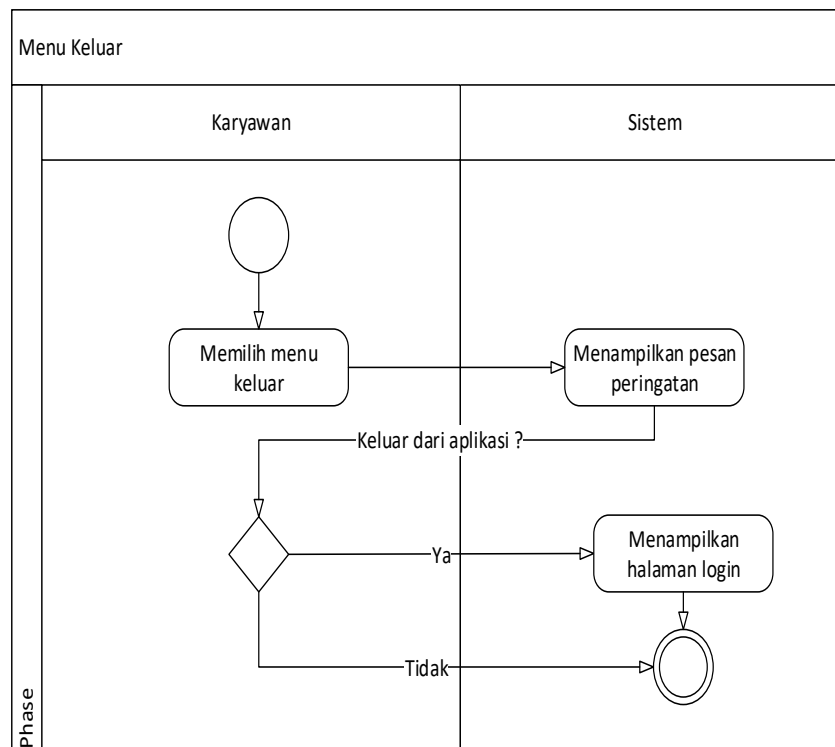 Menu Keluar
Karyawan
Sistem
Memilih menu
keluar
Menampilkan pesan
peringatan
Keluar dari aplikasi ?
Ya
Menampilkan
halaman login
Tidak
Phase